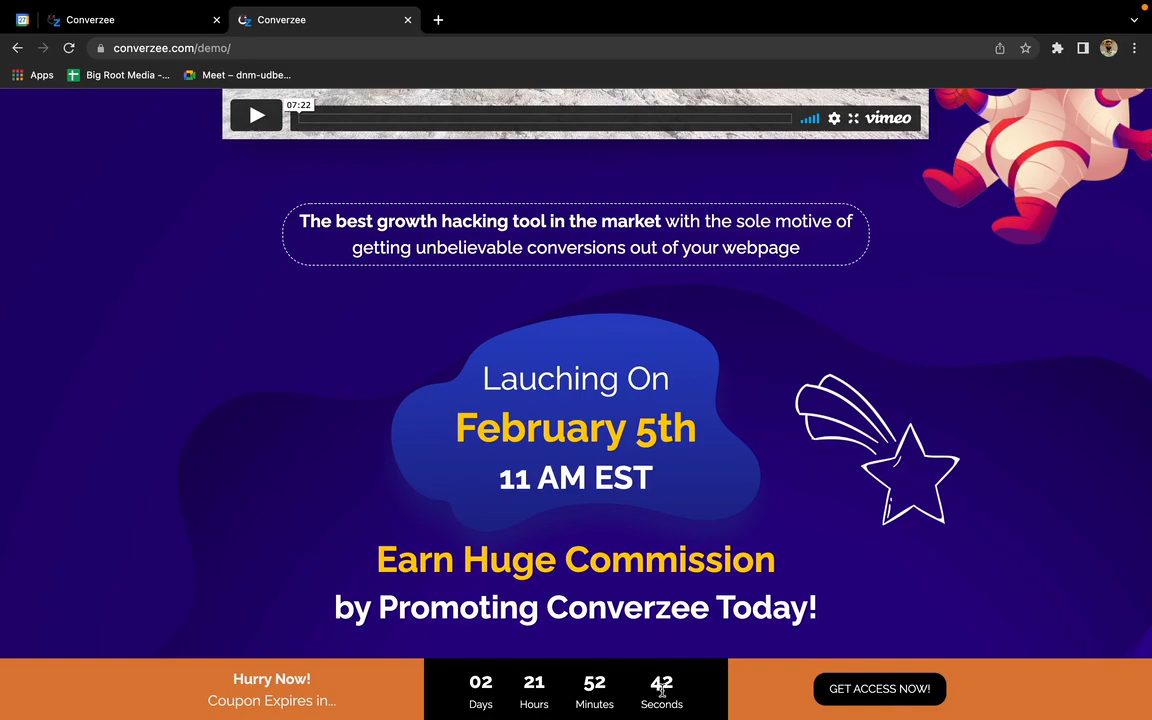 27
Converzee
Converzee
converzee.com/demo/
Apps
Big Root Media -...
Meet – dnm-udbe...
07:22
vimeo
The best growth hacking tool in the market with the sole motive of
getting unbelievable conversions out of your webpage
Lauching On
February 5th
11 AM EST
Earn Huge Commission
by Promoting Converzee Today!
Hurry Now!
Coupon Expires in...
02 21 52 42
Days Hours Minutes Seconds
GET ACCESS NOW!